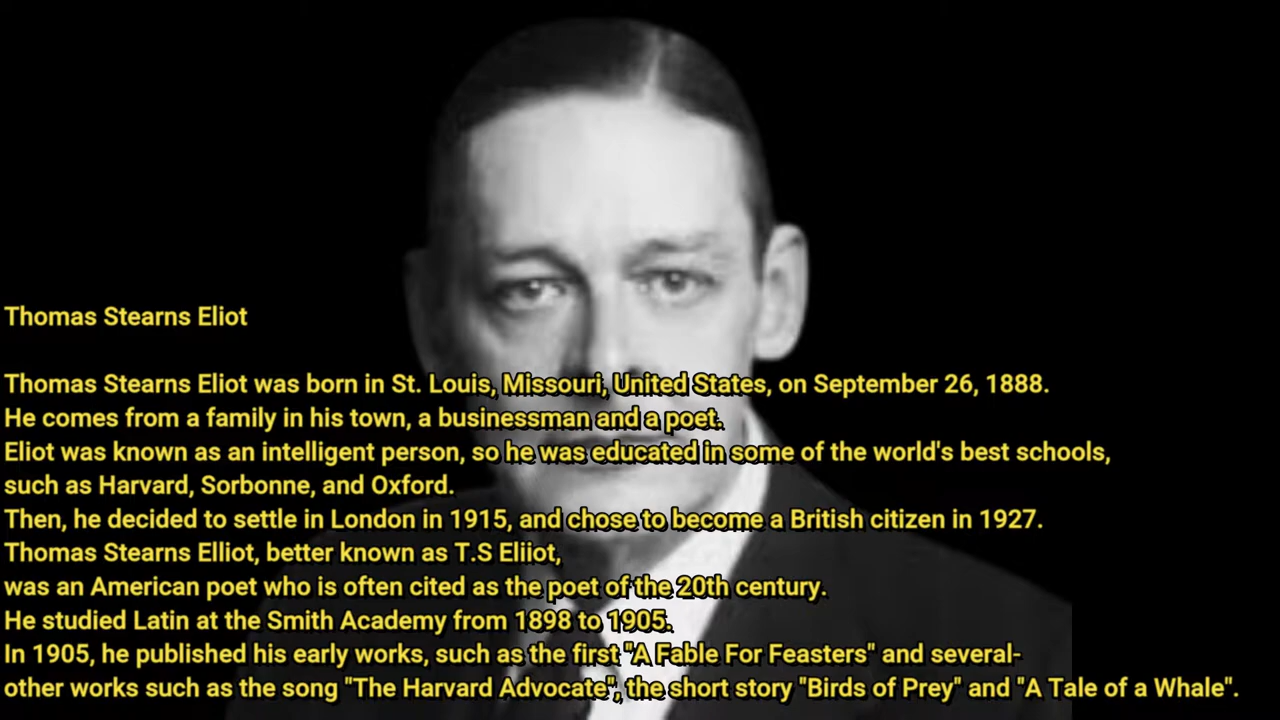 Thomas Stearns Eliot
Thomas Stearns Eliot was born in St. Louis, Missouri, United States, on September 26, 1888.
He comes from a family in his town, a businessman and a poet.
Eliot was known as an intelligent person, so he was educated in some of the world's best schools,
such as Harvard, Sorbonne, and Oxford.
Then, he decided to settle in London in 1915, and chose to become a British citizen in 1927.
Thomas Stearns Elliot, better known as T.S Eliiot,
was an American poet who is often cited as the poet of the 20th century.
He studied Latin at the Smith Academy from 1898 to 1905.
In 1905, he published his early works, such as the first "A Fable For Feasters" and several-
other works such as the song "The Harvard Advocate", the short story "Birds of Prey" and "A Tale of a Whale".